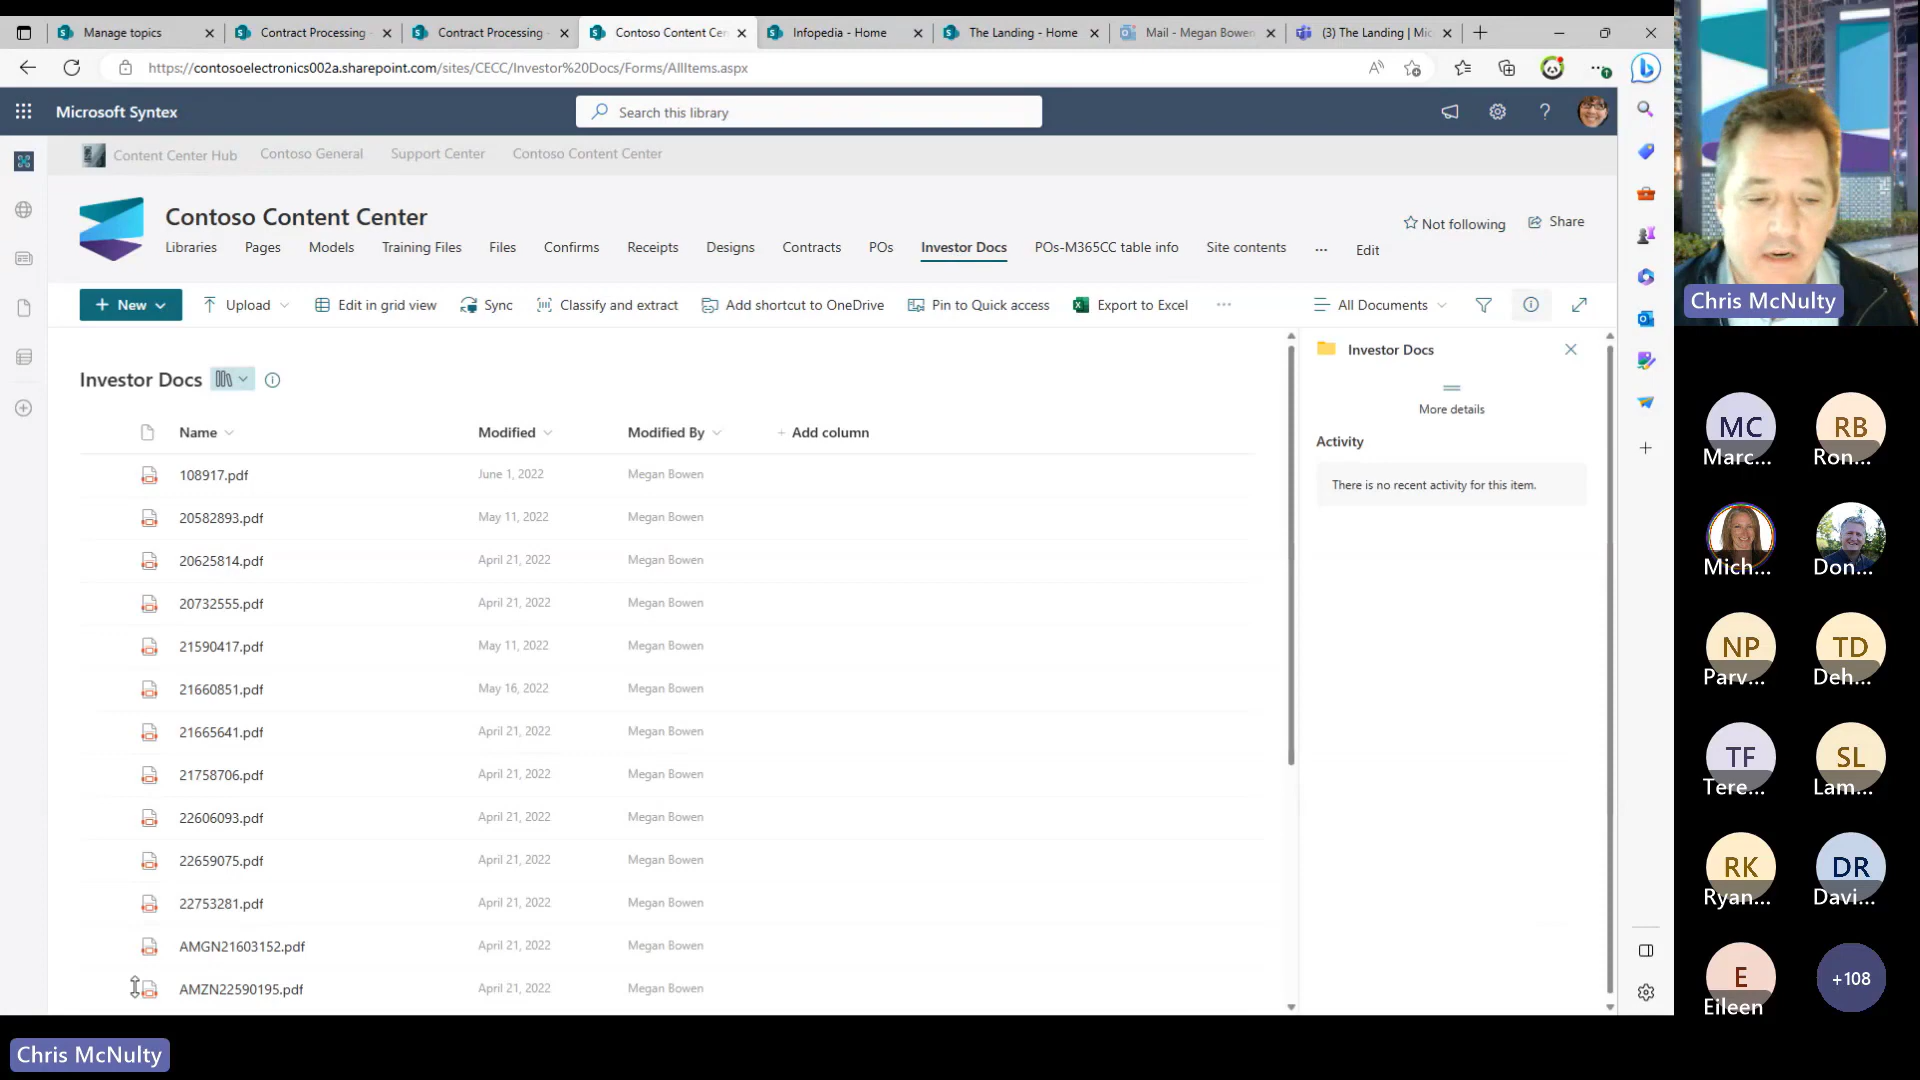 Manage topics
Contract Processing
Contract Processing
Contoso Content Cen
Infopedia - Home
The Landing - Home
Mail - Megan Bowen
(3) The Landing | Mic
https://contosoelectronics002a.sharepoint.com/sites/CECC/Investor%20Docs/Forms/AllItems.aspx
Microsoft Syntex
Search this library
Content Center Hub
Contoso General
Support Center
Contoso Content Center
Contoso Content Center
Not following
Share
Libraries
Pages
Models
Training Files
Files
Confirms
Receipts
Designs
Contracts
POs
Investor Docs
POs-M365CC table info
Site contents
...
Edit
+ New
Upload
Edit in grid view
Sync
Classify and extract
Add shortcut to OneDrive
Pin to Quick access
Export to Excel
...
All Documents
Investor Docs
Name
Modified
Modified By
+ Add column
108917.pdf June 1, 2022 Megan Bowen
20582893.pdf May 11, 2022 Megan Bowen
20625814.pdf April 21, 2022 Megan Bowen
20732555.pdf April 21, 2022 Megan Bowen
21590417.pdf May 11, 2022 Megan Bowen
21660851.pdf May 16, 2022 Megan Bowen
21665641.pdf April 21, 2022 Megan Bowen
21758706.pdf April 21, 2022 Megan Bowen
22606093.pdf April 21, 2022 Megan Bowen
22659075.pdf April 21, 2022 Megan Bowen
22753281.pdf April 21, 2022 Megan Bowen
AMGN21603152.pdf April 21, 2022 Megan Bowen
AMZN22590195.pdf April 21, 2022 Megan Bowen
Investor Docs
More details
Activity
There is no recent activity for this item.
Chris McNulty
MC
Marc...
RB
Ron...
Mich...
Don...
NP
Parv...
TD
Deh...
TF
Tere...
SL
Lam...
RK
Ryan...
DR
Davi...
E
Eileen
+108
Chris McNulty